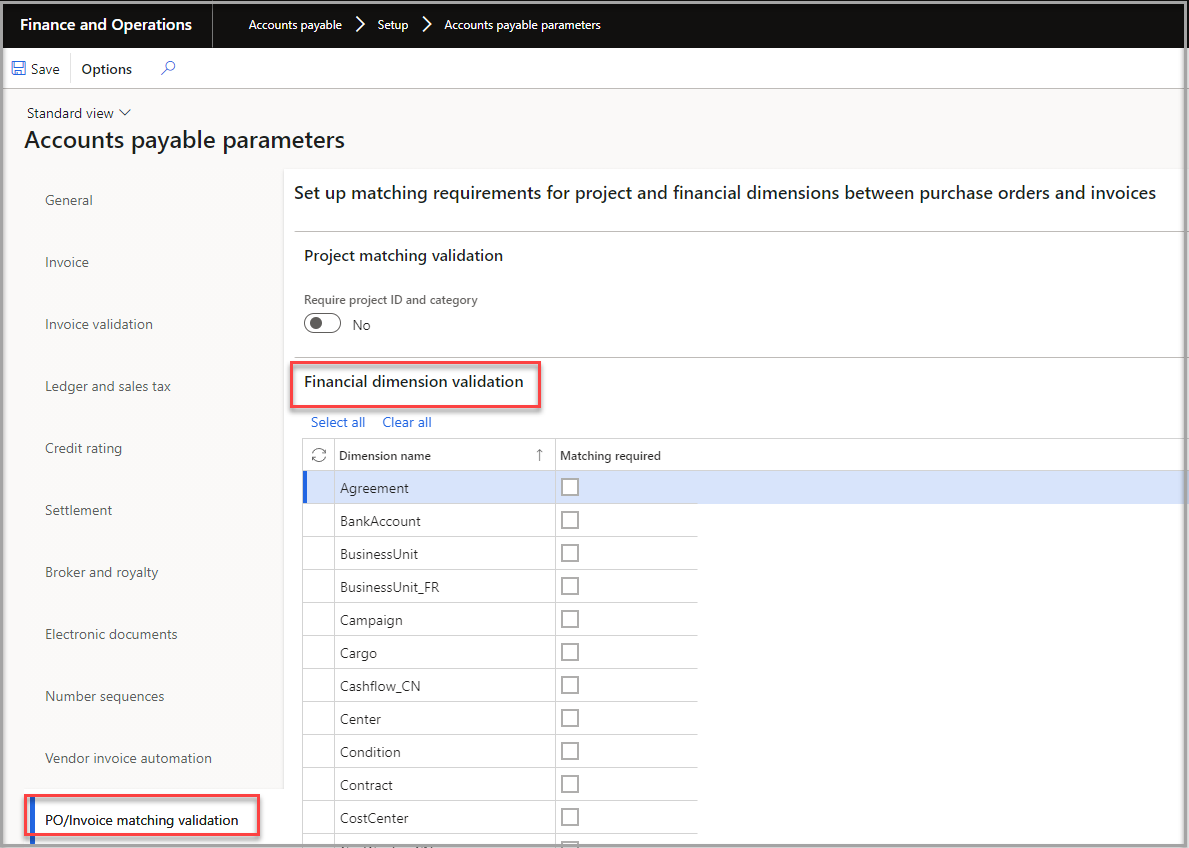 Finance and Operations
Accounts payable > Setup > Accounts payable parameters
Save Options
Standard view
Accounts payable parameters
General
Invoice
Invoice validation
Ledger and sales tax
Credit rating
Settlement
Broker and royalty
Electronic documents
Number sequences
Vendor invoice automation
PO/Invoice matching validation
Set up matching requirements for project and financial dimensions between purchase orders and invoices
Project matching validation
Require project ID and category
No
Financial dimension validation
Select all Clear all
Dimension name ↑ Matching required
Agreement
BankAccount
BusinessUnit
BusinessUnit_FR
Campaign
Cargo
Cashflow_CN
Center
Condition
Contract
CostCenter